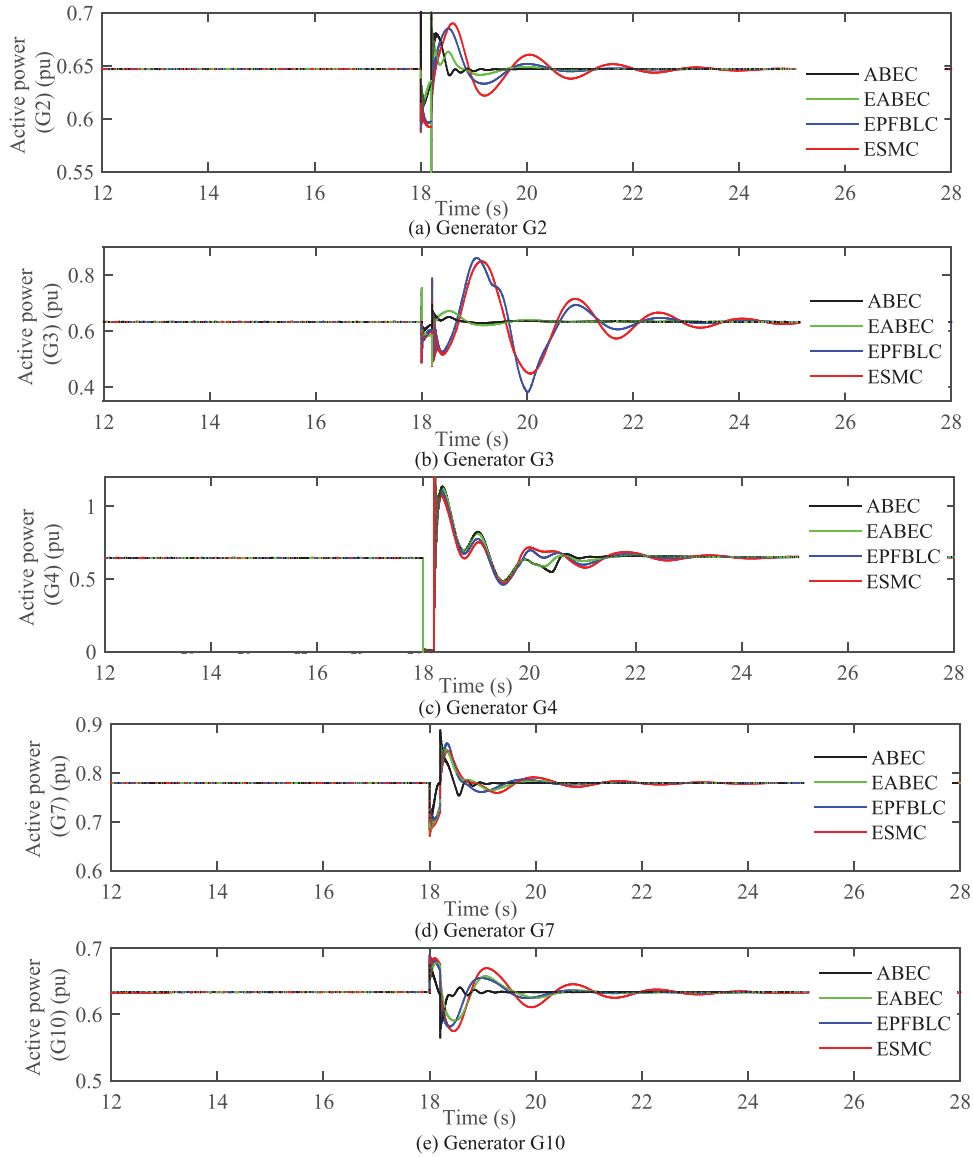 Active power
(G2) (pu)
0.7
0.65
0.6
0.55
ABEC
EABEC
EPFBLC
ESMC
12 14 16 18 20 22 24 26 28
Time (s)
(a) Generator G2
Active power
(G3) (pu)
0.8
0.6
0.4
ABEC
EABEC
EPFBLC
ESMC
12 14 16 18 20 22 24 26 28
Time (s)
(b) Generator G3
Active power
(G4) (pu)
1
0.5
0
ABEC
EABEC
EPFBLC
ESMC
12 14 16 18 20 22 24 26 28
Time (s)
(c) Generator G4
Active power
(G7) (pu)
0.9
0.8
0.7
0.6
ABEC
EABEC
EPFBLC
ESMC
12 14 16 18 20 22 24 26 28
Time (s)
(d) Generator G7
Active power
(G10) (pu)
0.7
0.6
0.5
ABEC
EABEC
EPFBLC
ESMC
12 14 16 18 20 22 24 26 28
Time (s)
(e) Generator G10